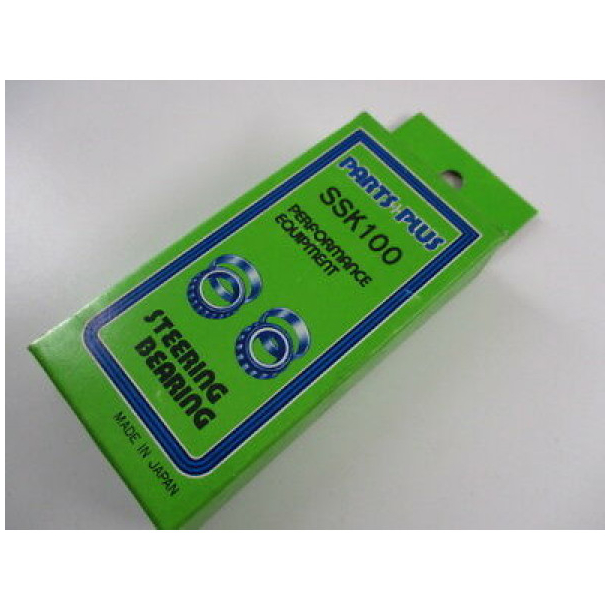 PARTS PLUS
SSK100
PERFORMANCE
EQUIPMENT
STEERING
BEARING
MADE IN JAPAN